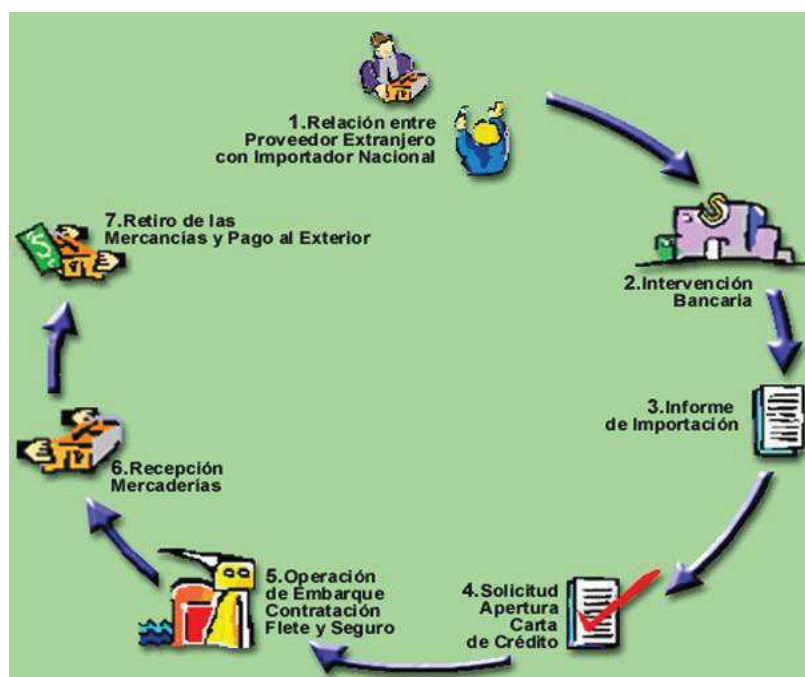 1.Relación entre
Proveedor Extranjero
con Importador Nacional
2.Intervención
Bancaria
3.Informe
de Importación
4.Solicitud
Apertura
Carta
de Crédito
5.Operación
de Embarque
Contratación
Flete y Seguro
6.Recepción
Mercaderías
7.Retiro de las
Mercancías y Pago al Exterior